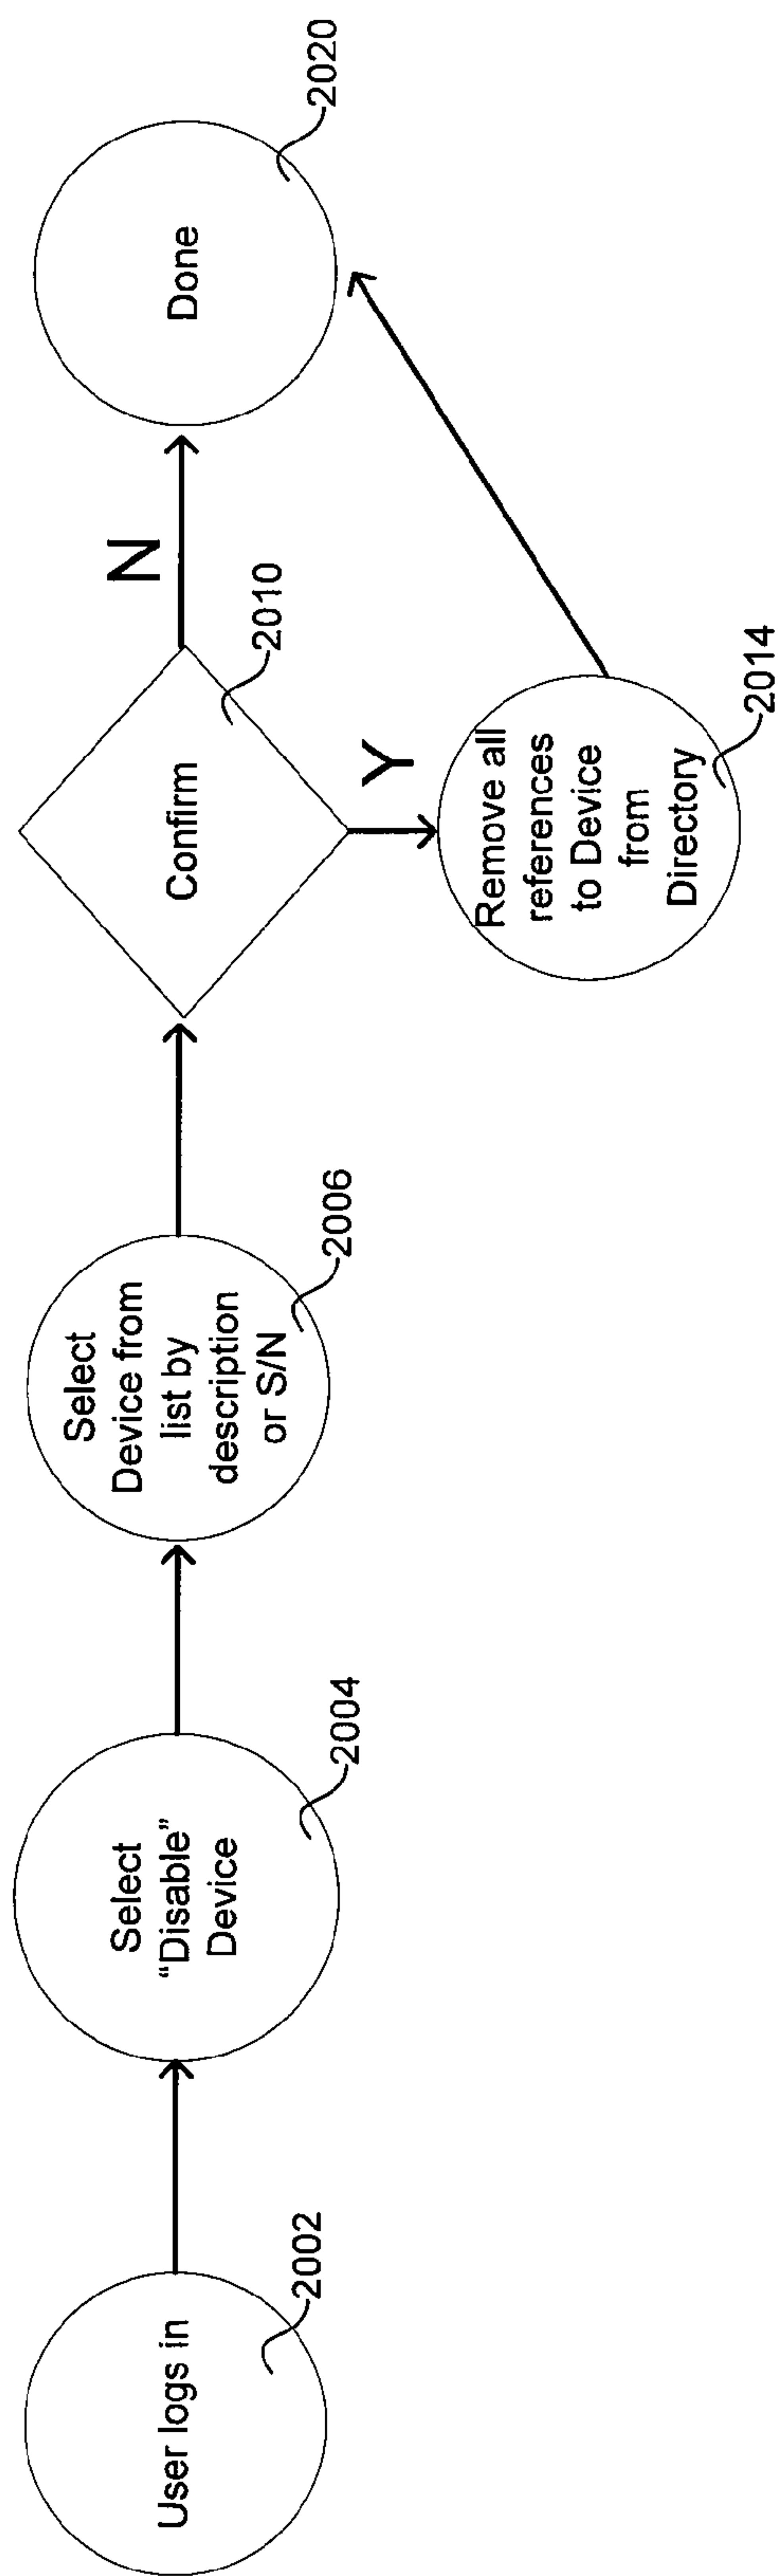 User logs in
2002
Select
“Disable”
Device
2004
Select
Device from
list by
description
or S/N
2006
Confirm
2010
N
Y
Remove all
references
to Device
from
Directory
2014
Done
2020